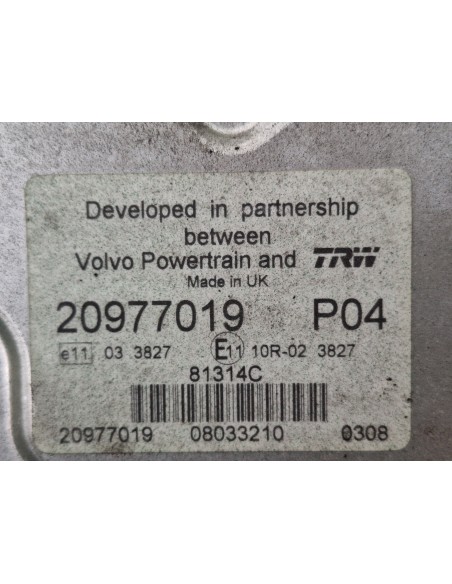 Developed in partnership
between
Volvo Powertrain and TRW
Made in UK
20977019 P04
e11 03 3827 E11 10R-02 3827
81314C
20977019 08033210 0308